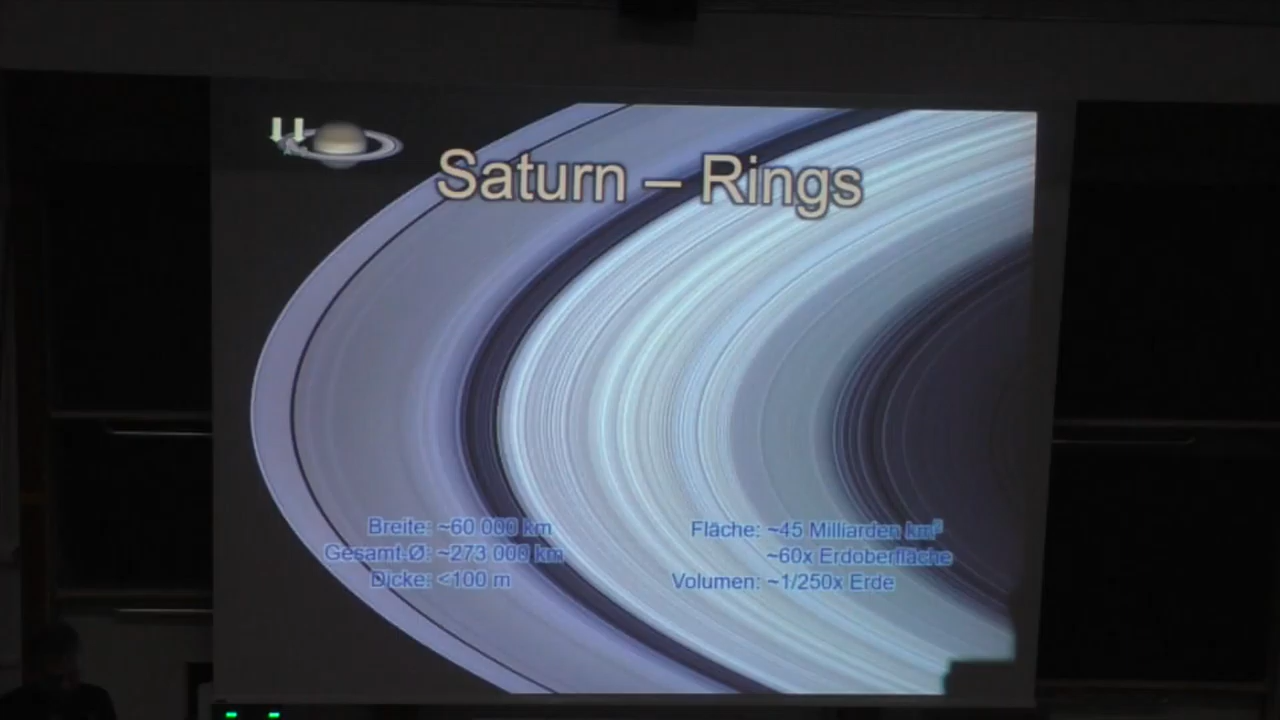 Saturn – Rings
Breite: ~60 000 km
Gesamt-Ø: ~273 000 km
Dicke: <100 m
Fläche: ~45 Milliarden km²
~60x Erdoberfläche
Volumen: ~1/250x Erde